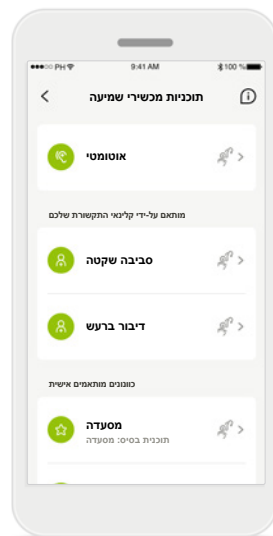 PH 9:41 AM 100 %
תוכניות מכשירי שמיעה
אוטומטי
מותאם על-ידי קלינאי התקשורת שלכם
סביבה שקטה
דיבור ברעש
כוונונים מותאמים אישית
מסעדה
תוכנית בסיס: מסעדה